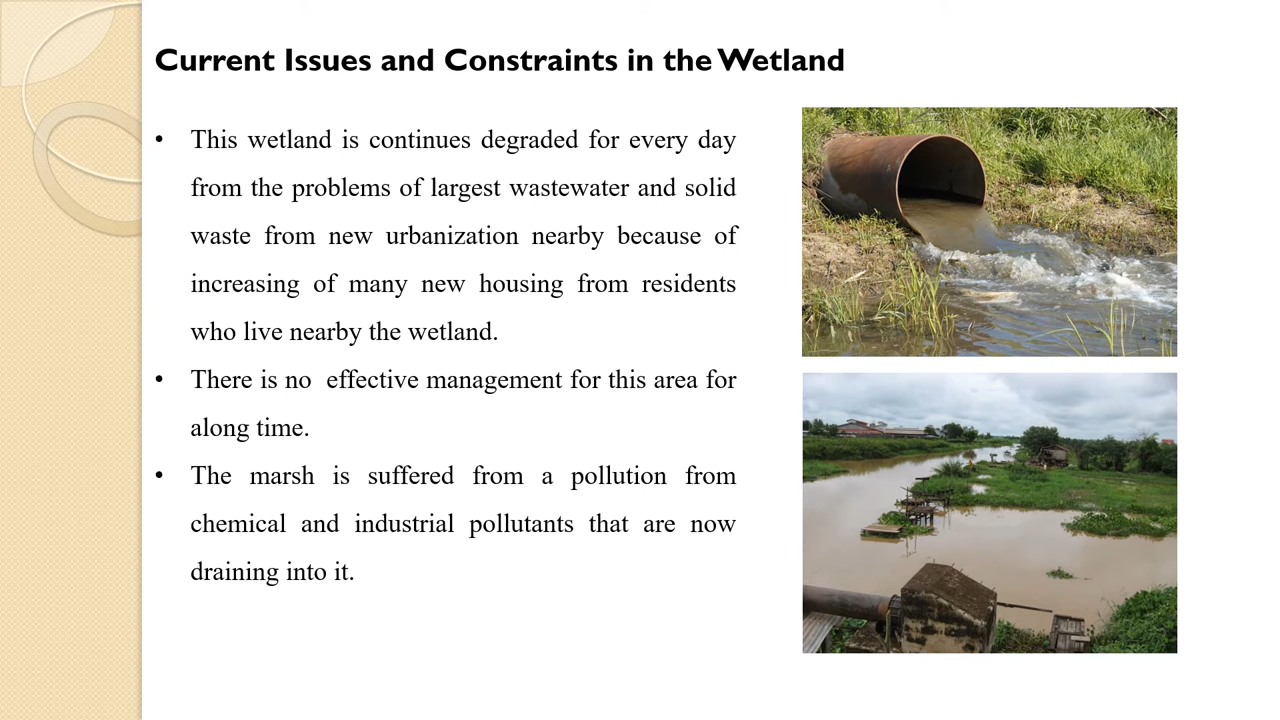 Current Issues and Constraints in the Wetland
• This wetland is continues degraded for every day
from the problems of largest wastewater and solid
waste from new urbanization nearby because of
increasing of many new housing from residents
who live nearby the wetland.
• There is no  effective management for this area for
along time.
• The marsh is suffered from a pollution from
chemical and industrial pollutants that are now
draining into it.